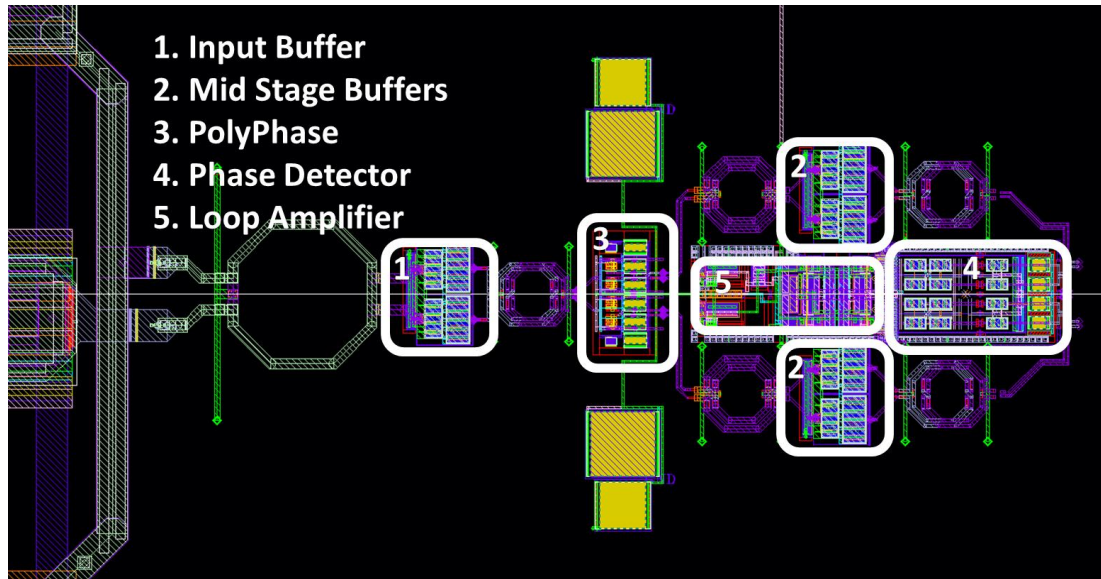 1. Input Buffer
2. Mid Stage Buffers
3. PolyPhase
4. Phase Detector
5. Loop Amplifier
D
2
3
1
5
4
2
D